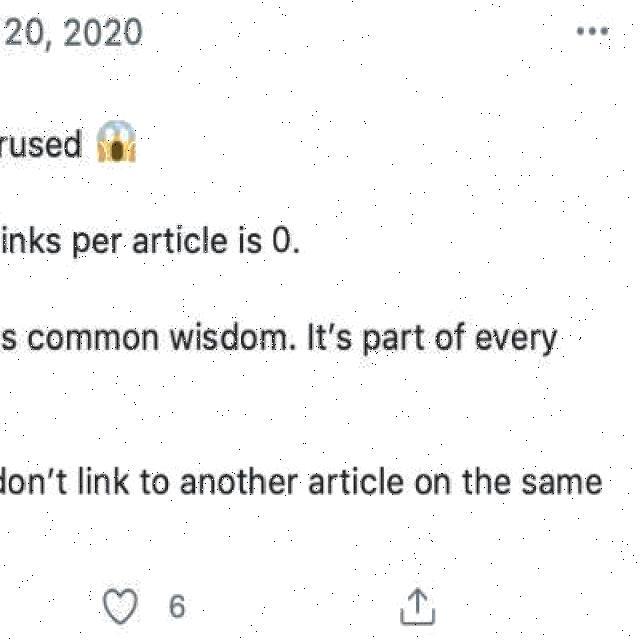 20, 2020
rused 😱
inks per article is 0.
s common wisdom. It’s part of every
don’t link to another article on the same
6